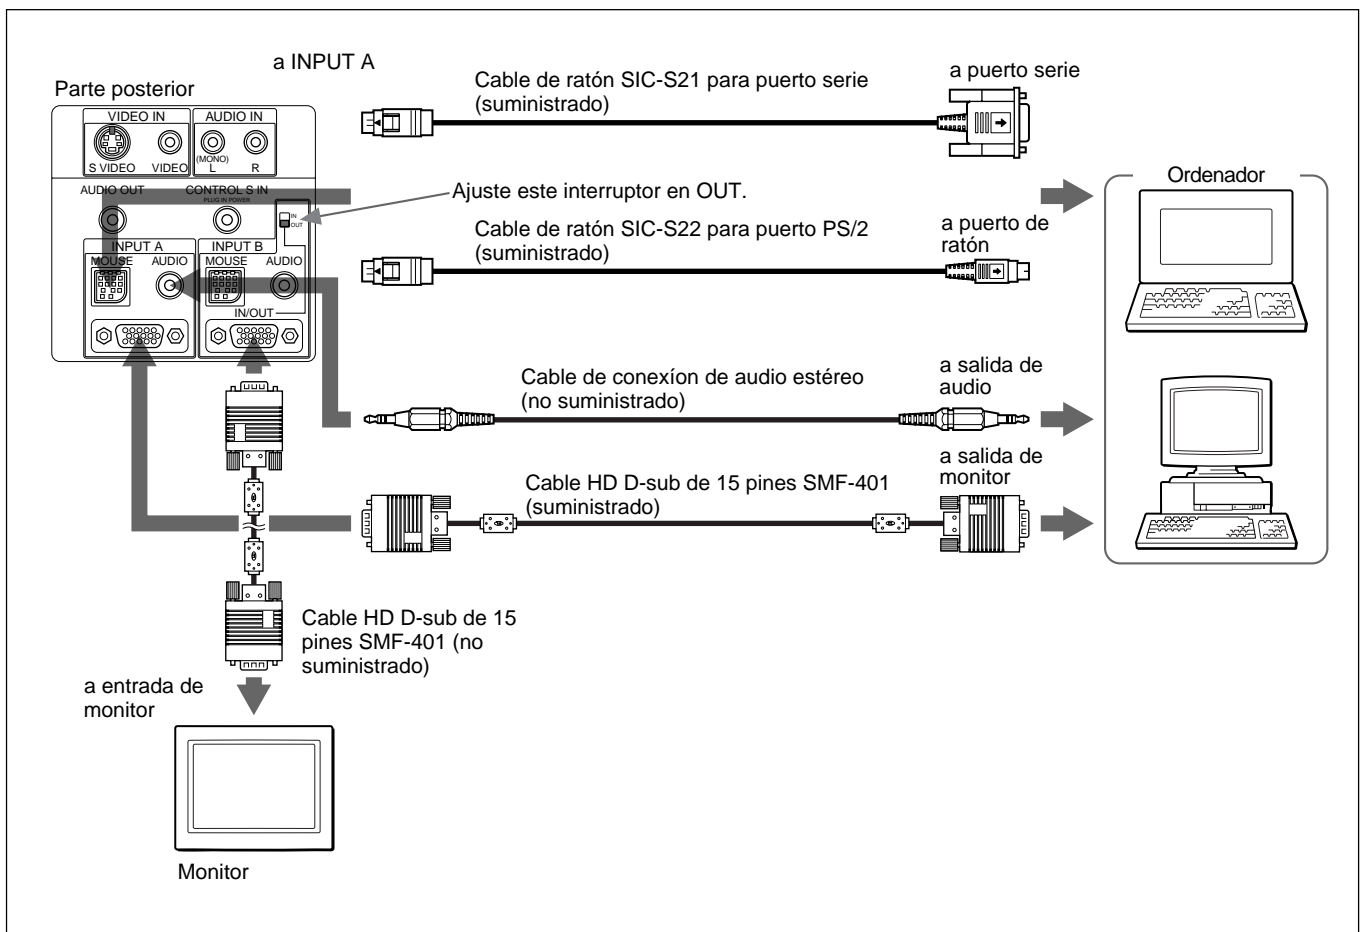 a INPUT A
Parte posterior
Cable de ratón SIC-S21 para puerto serie
(suministrado)
a puerto serie
VIDEO IN
AUDIO IN
S VIDEO
VIDEO
(MONO)
L
R
AUDIO OUT
CONTROL S IN
PLUG IN POWER
Ajuste este interruptor en OUT.
Ordenador
IN
OUT
Cable de ratón SIC-S22 para puerto PS/2
(suministrado)
a puerto de
ratón
INPUT A
INPUT B
MOUSE
AUDIO
MOUSE
AUDIO
IN/OUT
Cable de conexíon de audio estéreo
(no suministrado)
a salida de
audio
Cable HD D-sub de 15 pines SMF-401
(suministrado)
a salida de
monitor
Cable HD D-sub de 15
pines SMF-401 (no
suministrado)
a entrada de
monitor
Monitor